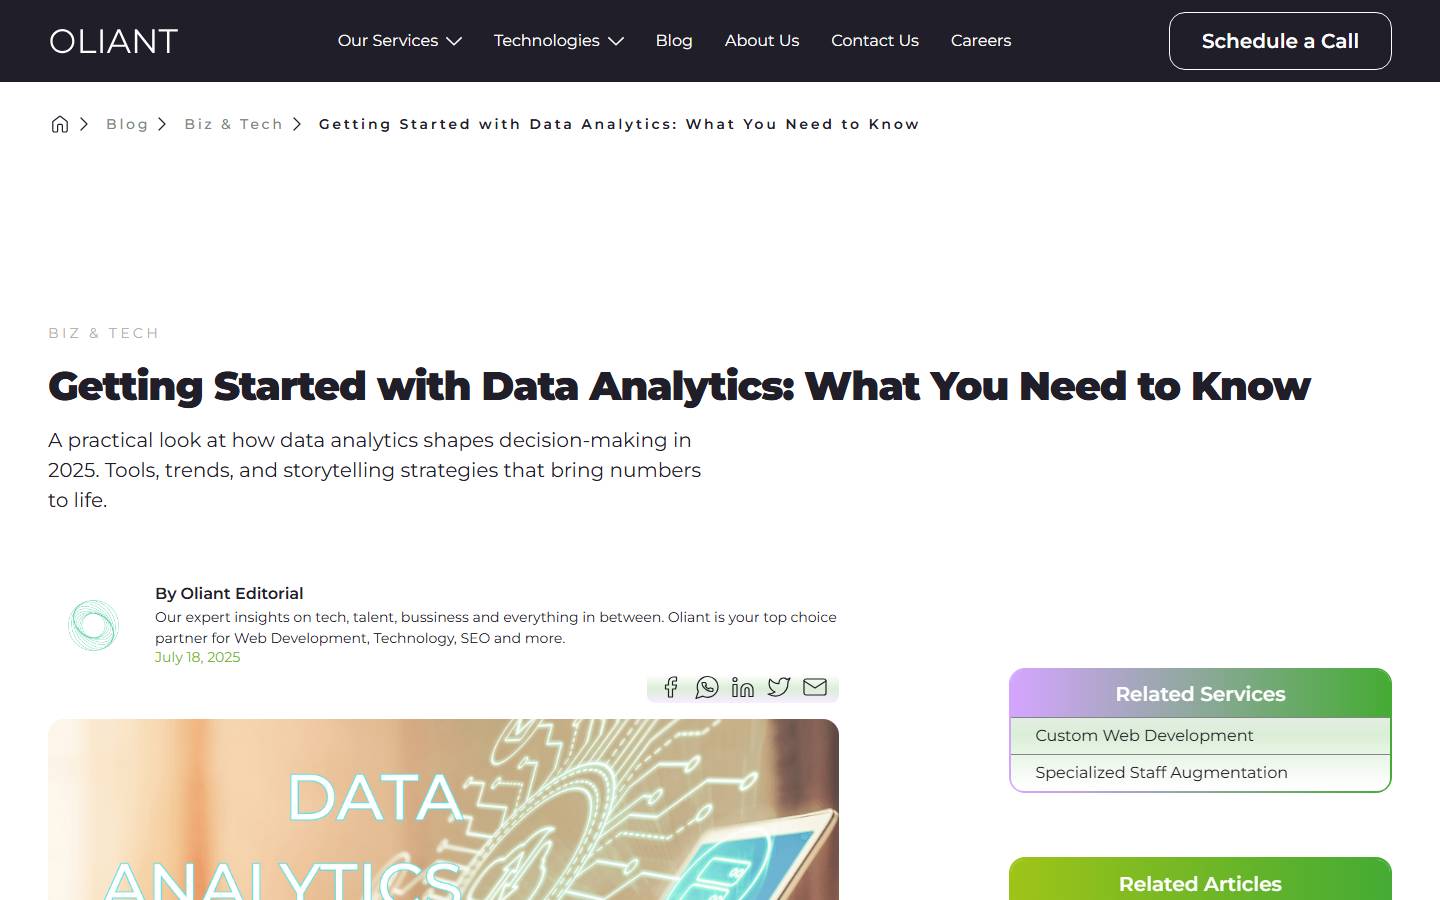 OLIANT
Our Services
Technologies
Blog
About Us
Contact Us
Careers
Schedule a Call
Blog
Biz & Tech
Getting Started with Data Analytics: What You Need to Know
BIZ & TECH
Getting Started with Data Analytics: What You Need to Know
A practical look at how data analytics shapes decision-making in
2025. Tools, trends, and storytelling strategies that bring numbers
to life.
By Oliant Editorial
Our expert insights on tech, talent, bussiness and everything in between. Oliant is your top choice
partner for Web Development, Technology, SEO and more.
July 18, 2025
DATA
ANALYTICS
Related Services
Custom Web Development
Specialized Staff Augmentation
Related Articles